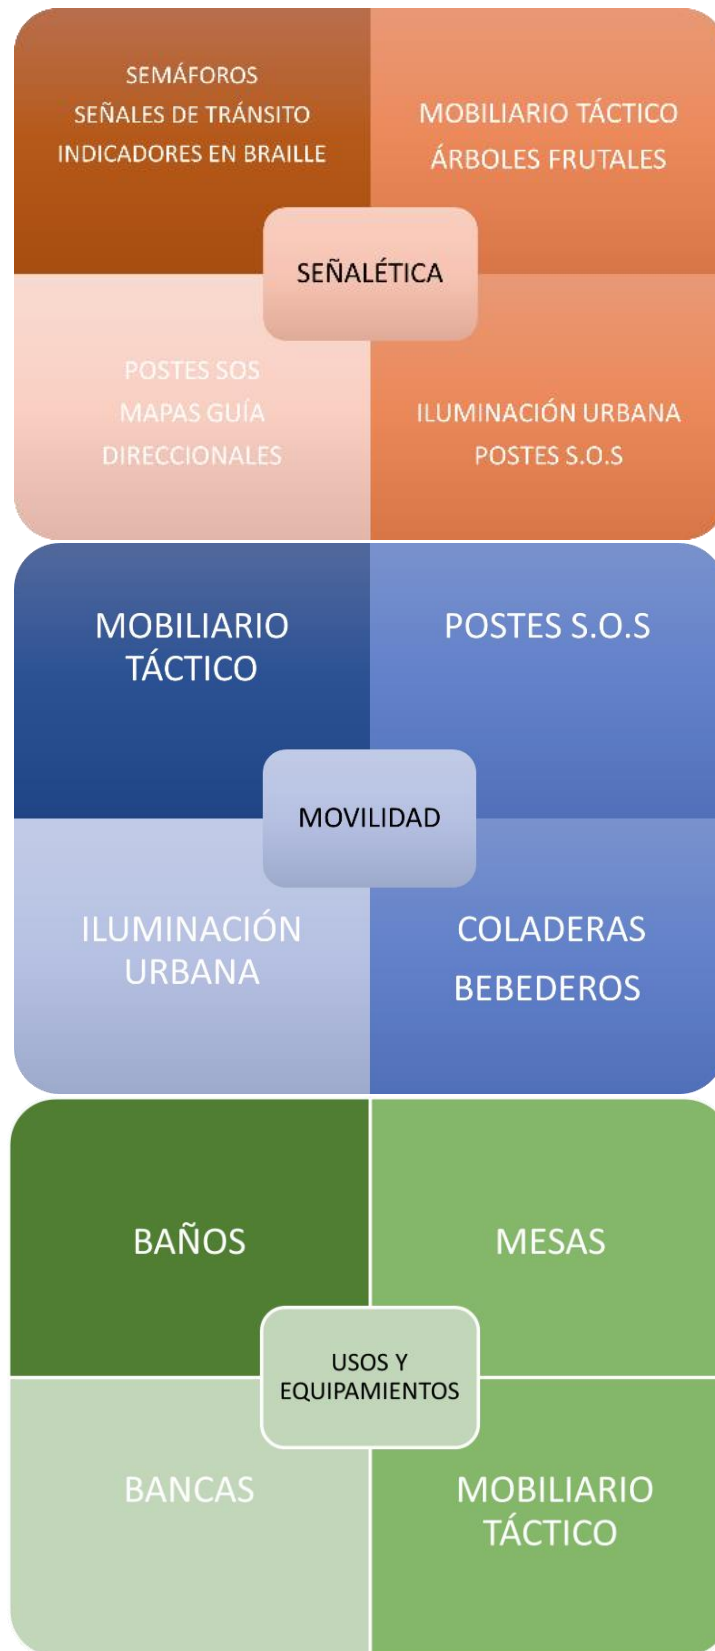 SEMÁFOROS
SEÑALES DE TRÁNSITO
INDICADORES EN BRAILLE
MOBILIARIO TÁCTICO
ÁRBOLES FRUTALES
SEÑALÉTICA
POSTES SOS
MAPAS GUÍA
DIRECCIONALES
ILUMINACIÓN URBANA
POSTES S.O.S
MOBILIARIO
TÁCTICO
POSTES S.O.S
MOVILIDAD
ILUMINACIÓN
URBANA
COLADERAS
BEBEDEROS
BAÑOS
MESAS
USOS Y
EQUIPAMIENTOS
BANCAS
MOBILIARIO
TÁCTICO